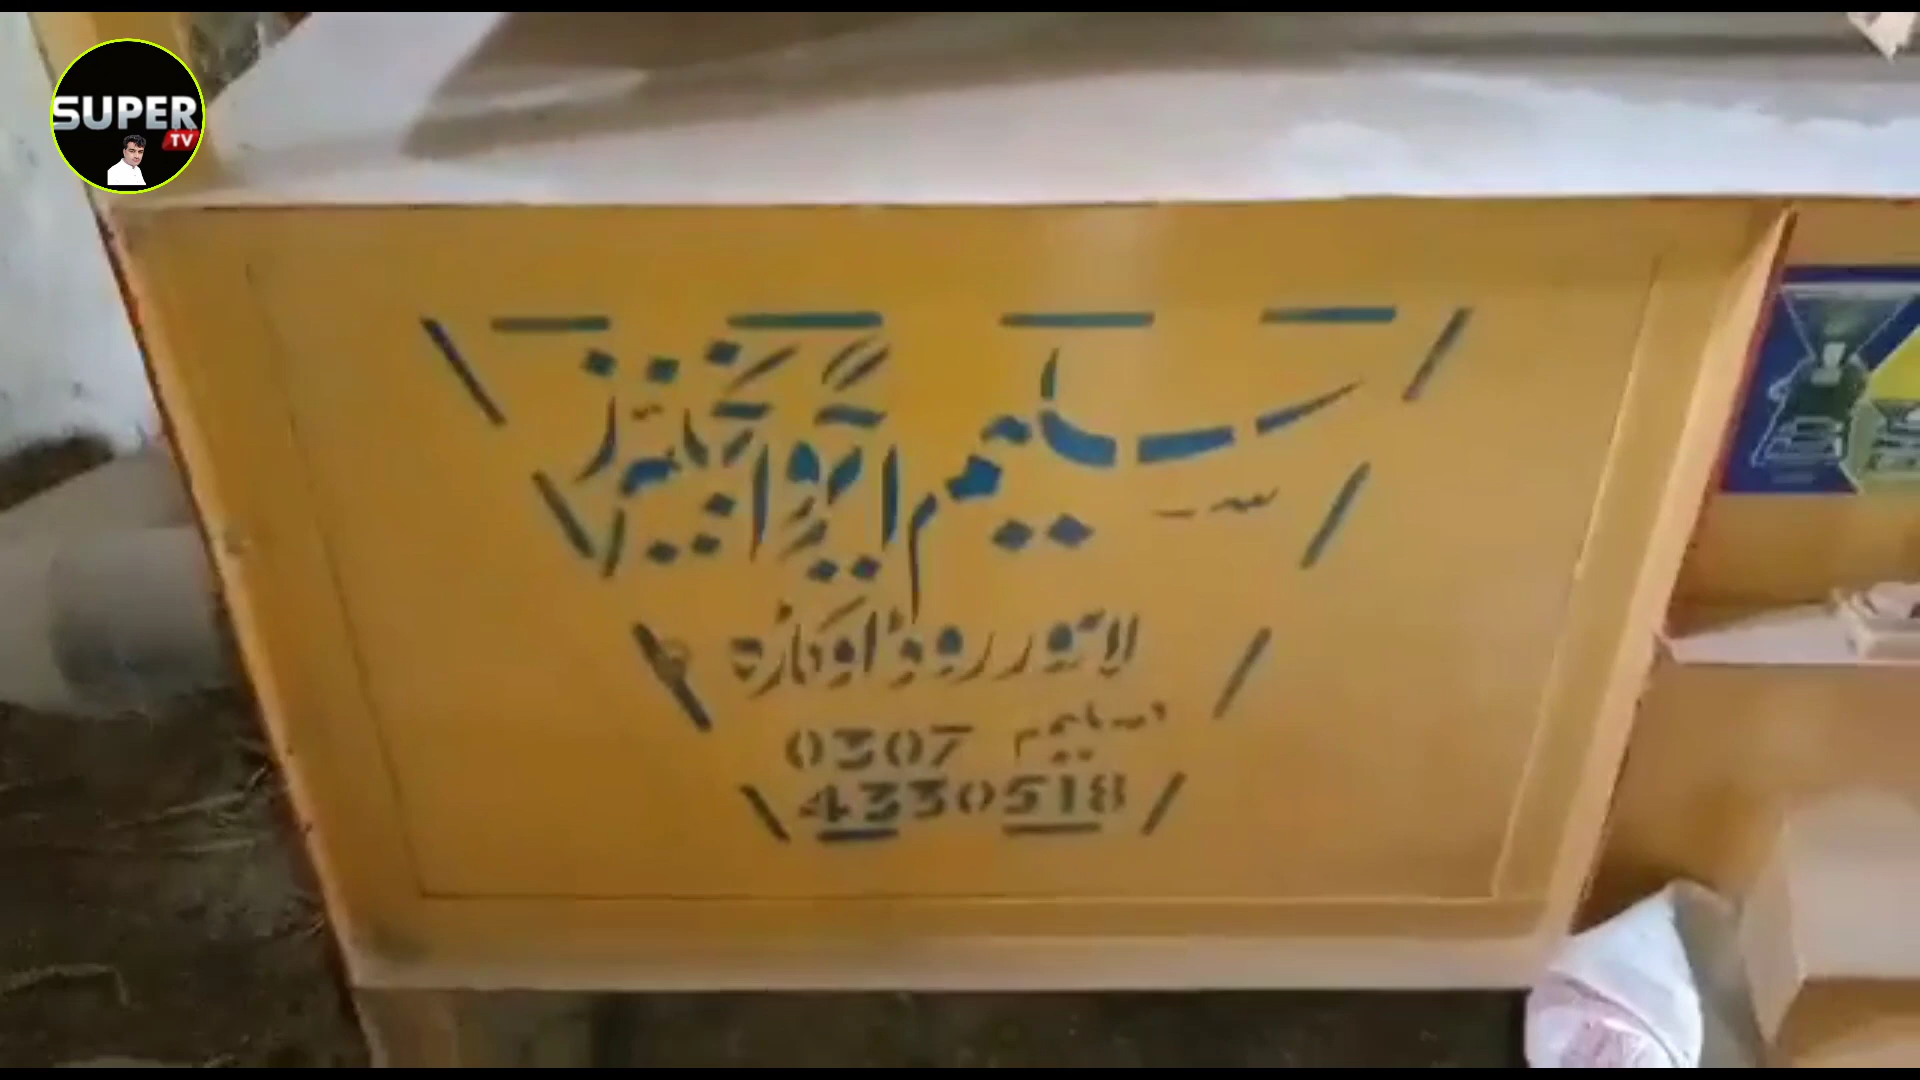 SUPER
TV
سلیم ایگرو انجینئرز
لاہور روڈ اوکاڑہ
سلیم 0307
4330518